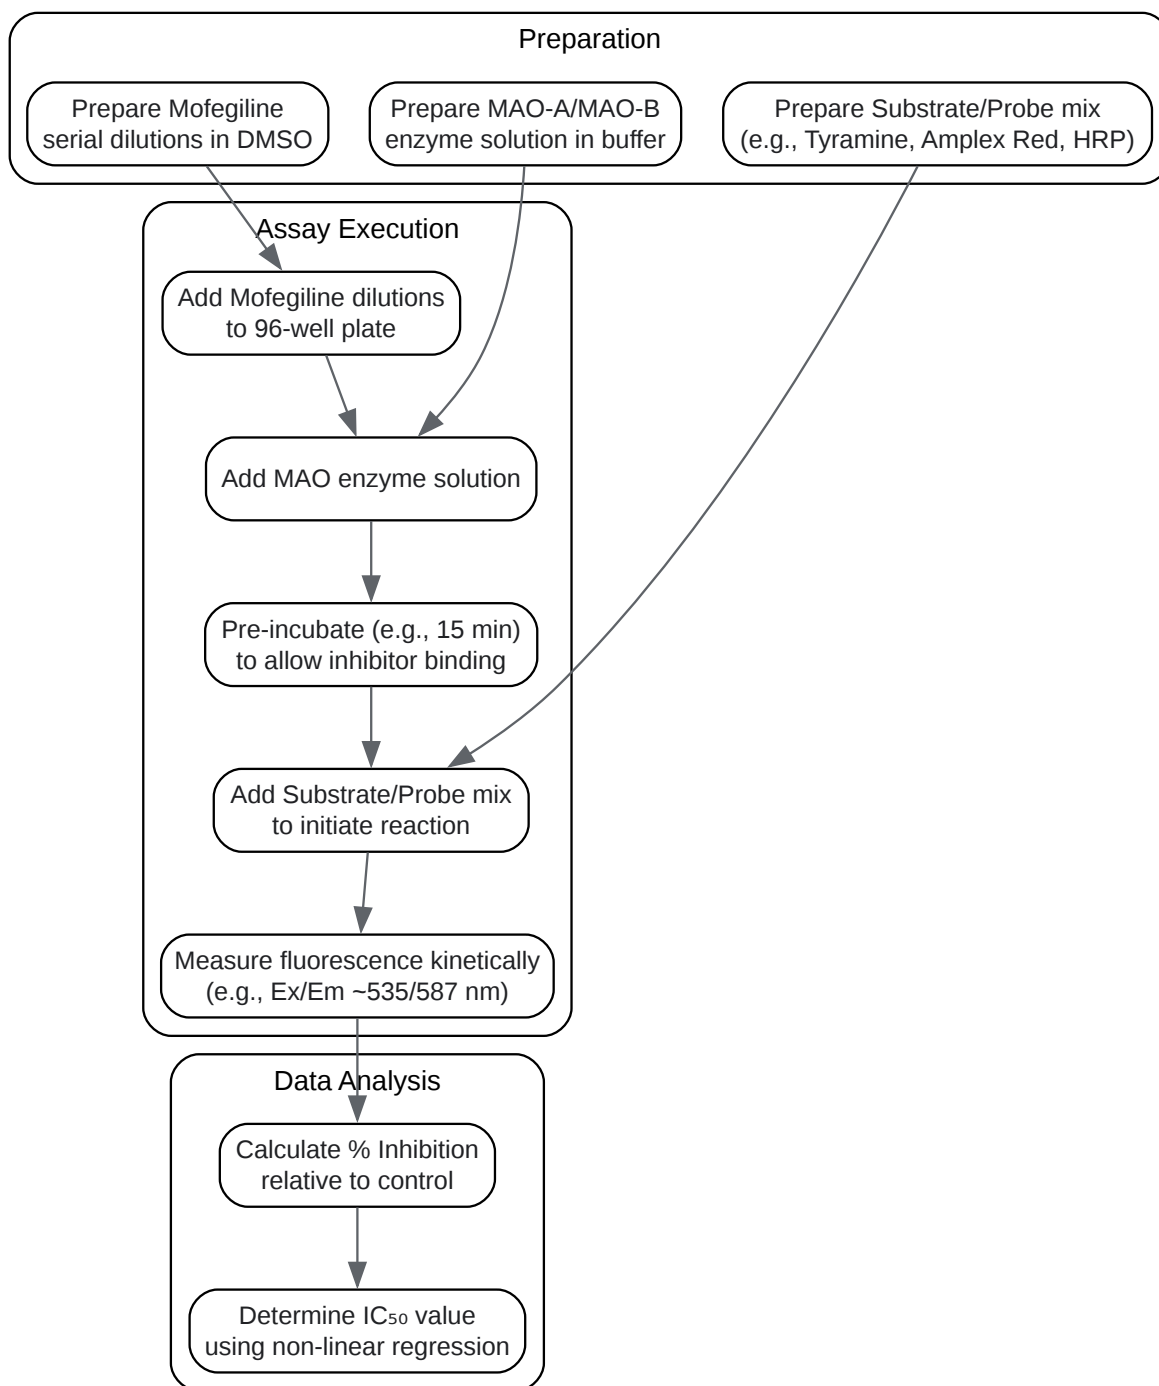 Preparation
Prepare Mofegiline
serial dilutions in DMSO
Prepare MAO-A/MAO-B
enzyme solution in buffer
Prepare Substrate/Probe mix
(e.g., Tyramine, Amplex Red, HRP)
Assay Execution
Add Mofegiline dilutions
to 96-well plate
Add MAO enzyme solution
Pre-incubate (e.g., 15 min)
to allow inhibitor binding
Add Substrate/Probe mix
to initiate reaction
Measure fluorescence kinetically
(e.g., Ex/Em ~535/587 nm)
Data Analysis
Calculate % Inhibition
relative to control
Determine IC₅₀ value
using non-linear regression